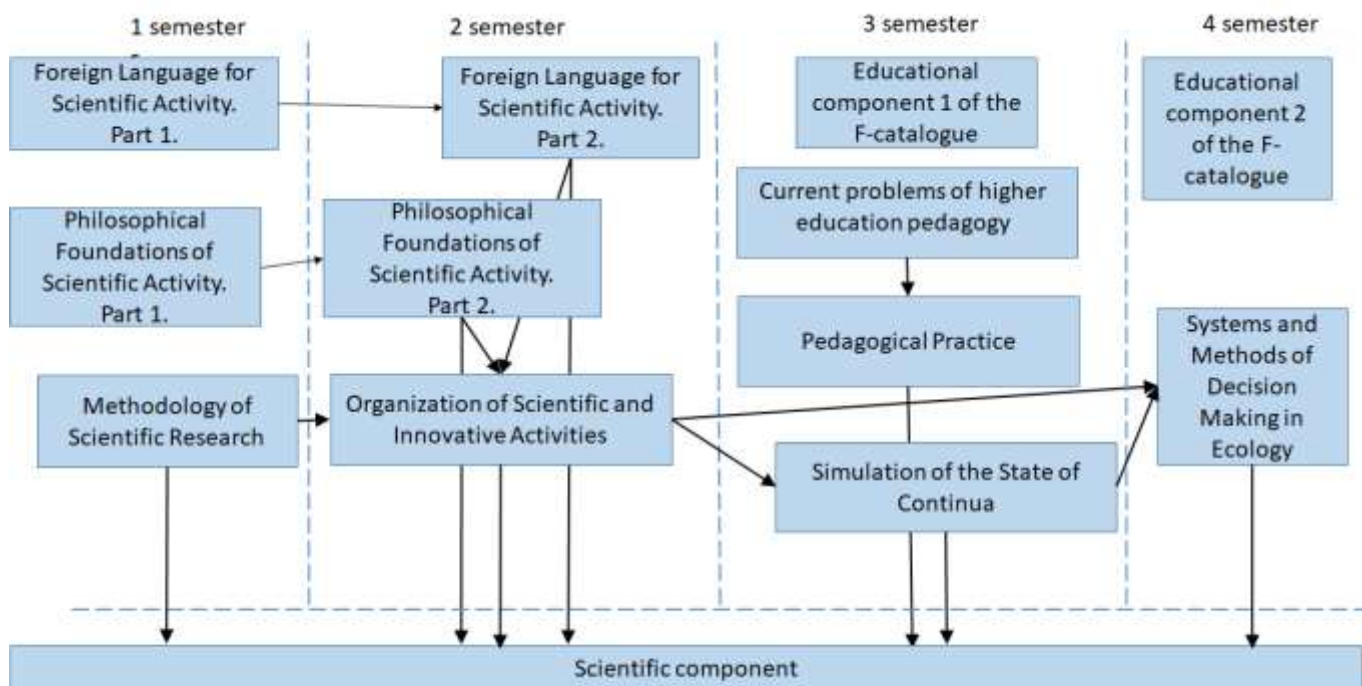 1 semester
2 semester
3 semester
4 semester
Foreign Language for
Scientific Activity.
Part 1.
Foreign Language for
Scientific Activity.
Part 2.
Educational
component 1 of the
F-catalogue
Educational
component 2
of the F-
catalogue
Philosophical
Foundations of
Scientific Activity.
Part 1.
Philosophical
Foundations of
Scientific Activity.
Part 2.
Current problems of higher
education pedagogy
Pedagogical Practice
Systems and
Methods of
Decision
Making in
Ecology
Methodology of
Scientific Research
Organization of Scientific and
Innovative Activities
Simulation of the State of
Continua
Scientific component